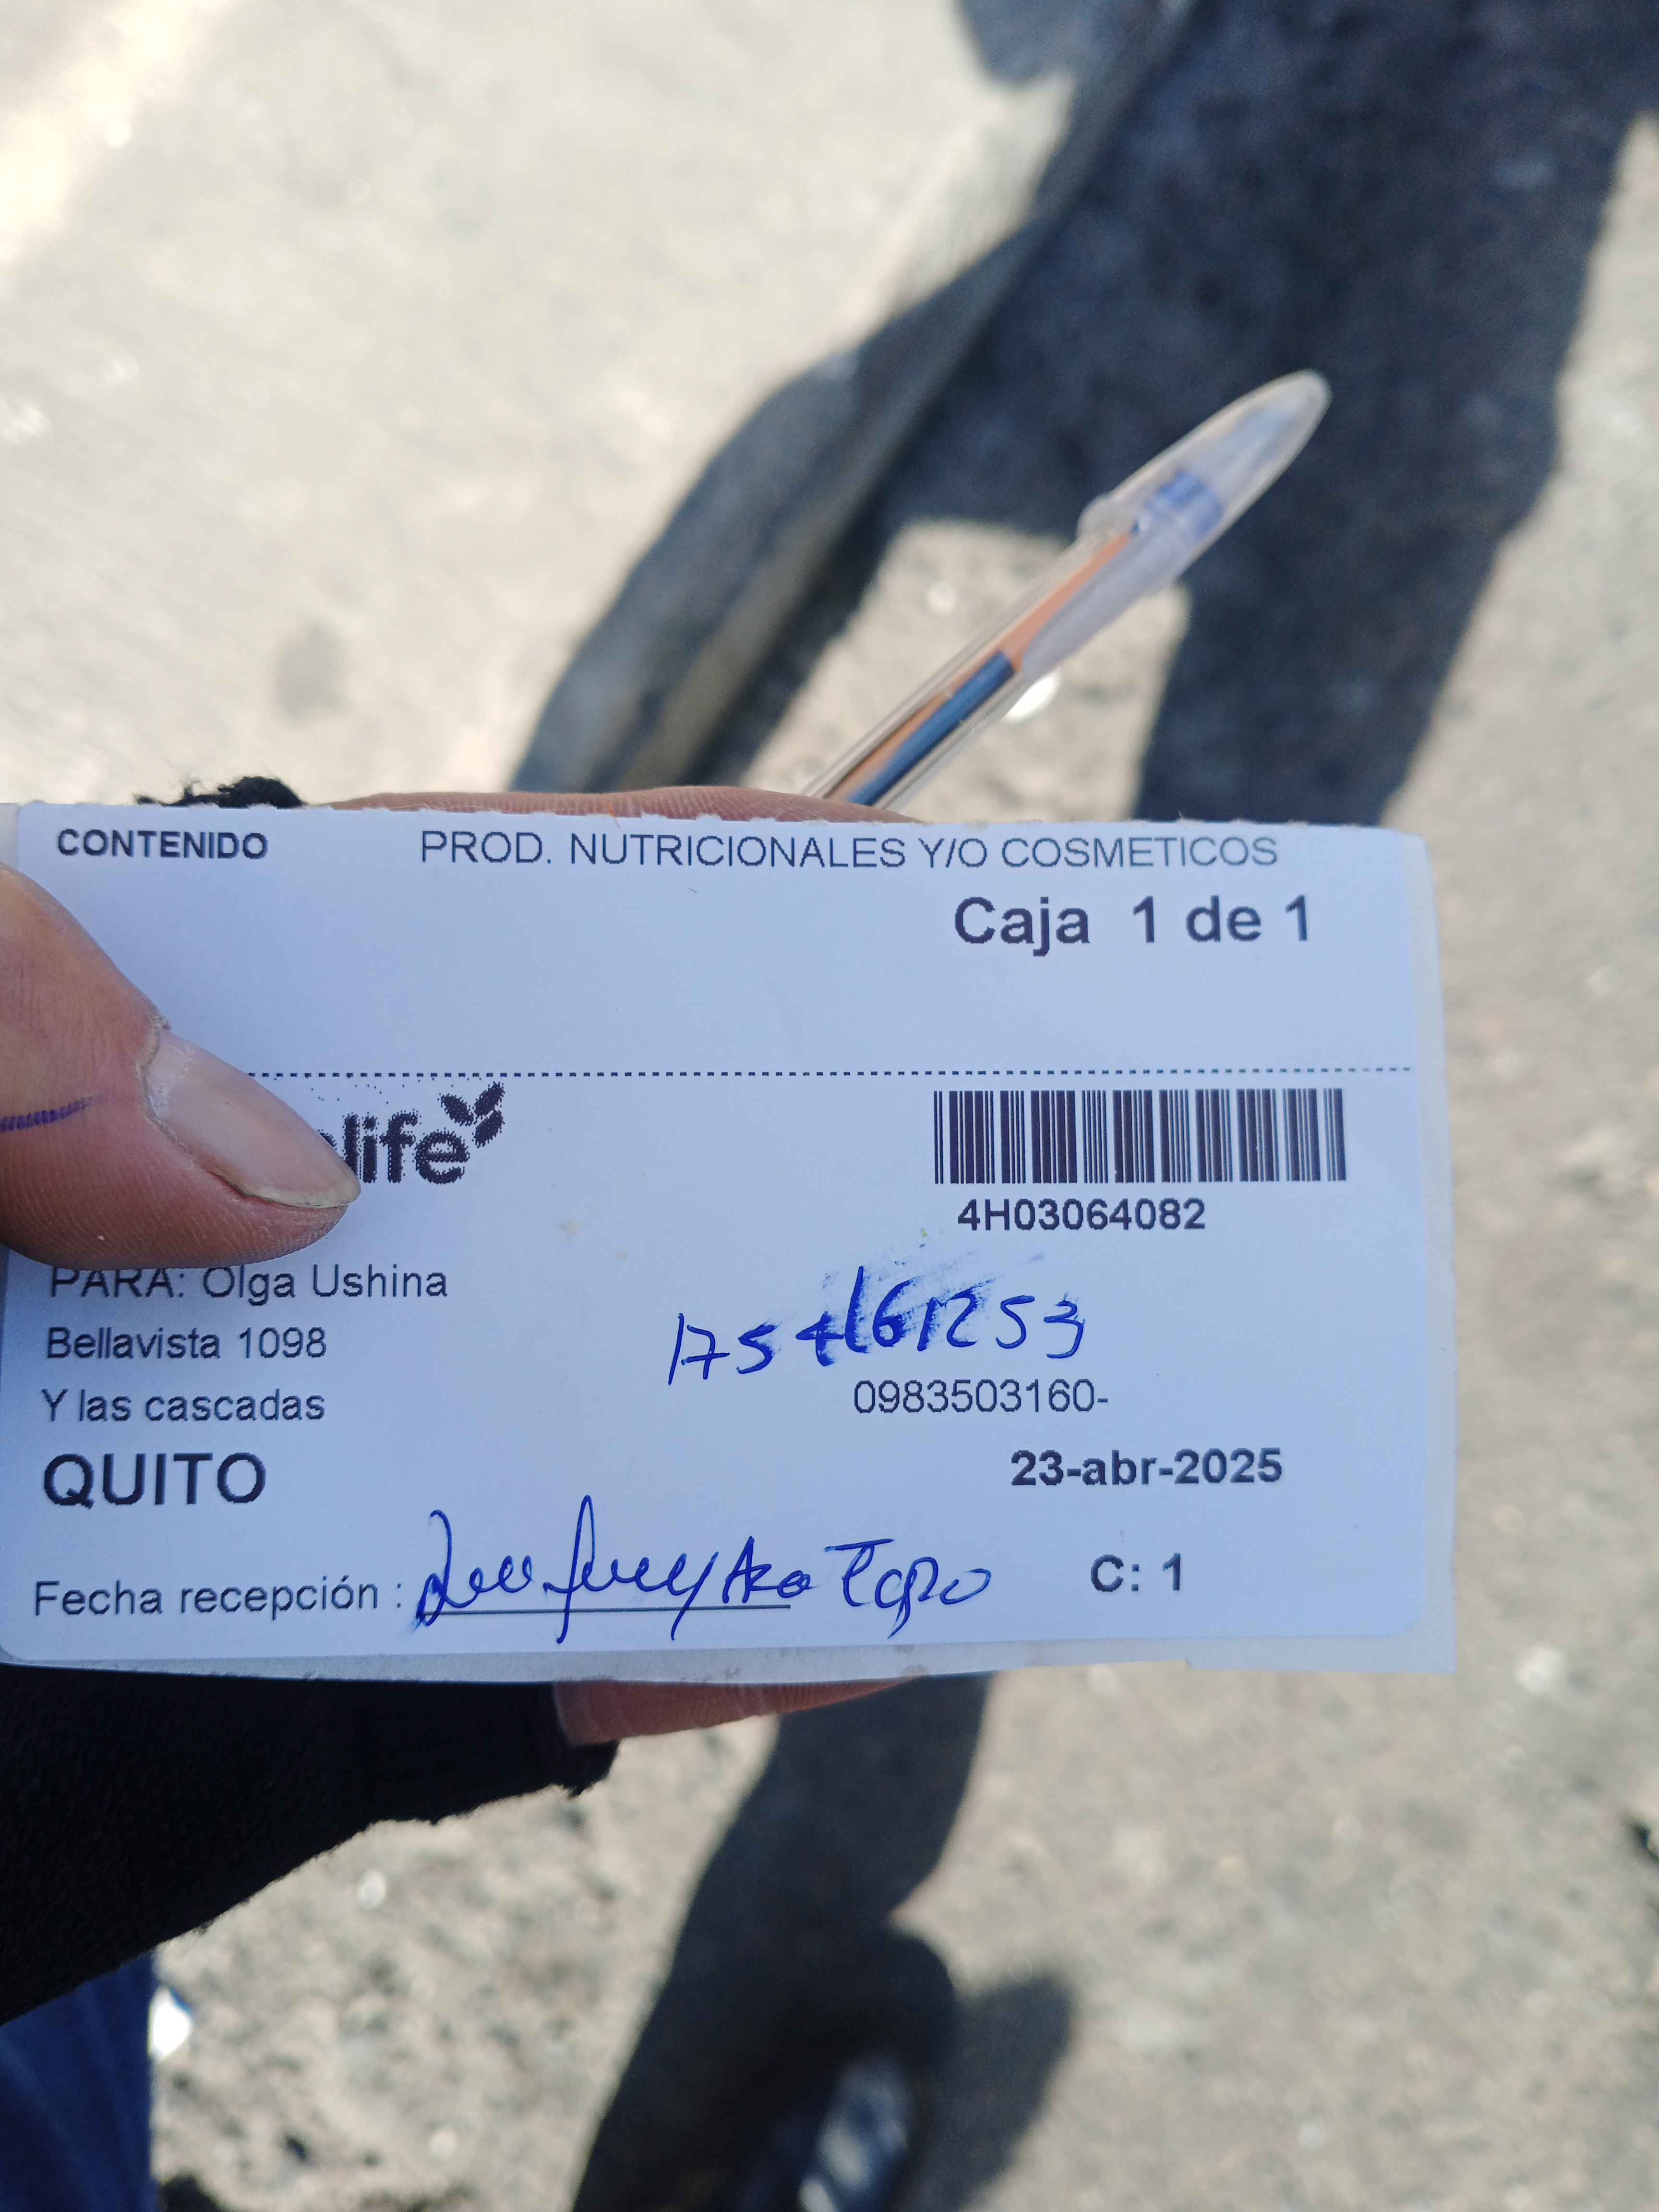 CONTENIDO PROD. NUTRICIONALES Y/O COSMETICOS
Caja 1 de 1
life
4H03064082
PARA: Olga Ushina
Bellavista 1098
Y las cascadas
0983503160-
QUITO
23-abr-2025
Fecha recepción :
C: 1